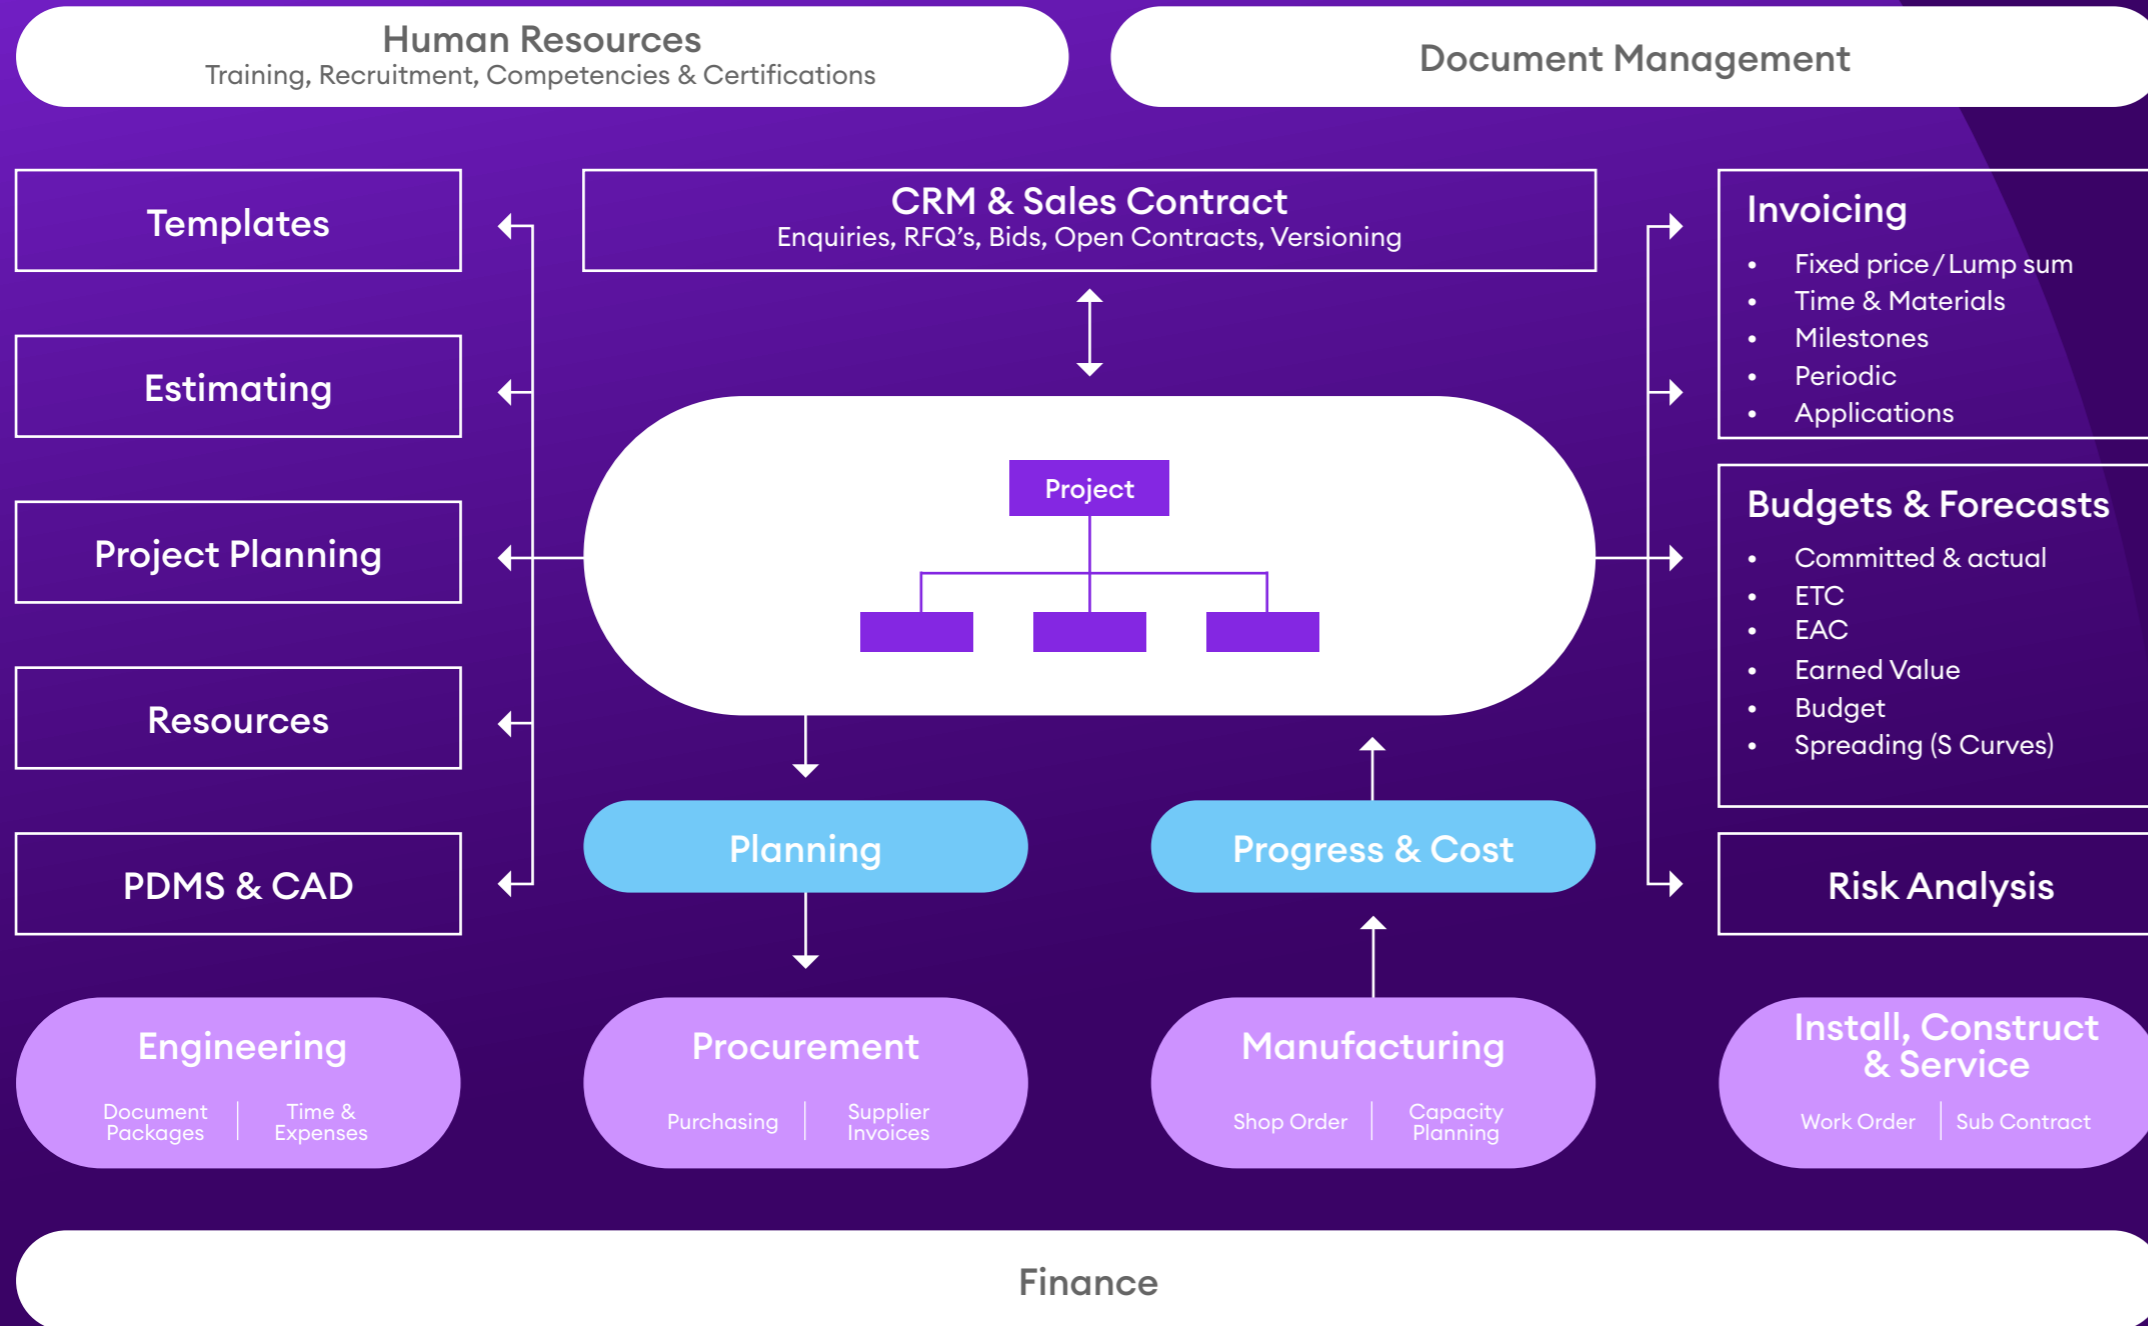 Human Resources
Training, Recruitment, Competencies & Certifications
Document Management
Templates
Estimating
Project Planning
Resources
PDMS & CAD
CRM & Sales Contract
Enquiries, RFQ’s, Bids, Open Contracts, Versioning
Project
Planning
Progress & Cost
Invoicing
• Fixed price / Lump sum
• Time & Materials
• Milestones
• Periodic
• Applications
Budgets & Forecasts
• Committed & actual
• ETC
• EAC
• Earned Value
• Budget
• Spreading (S Curves)
Risk Analysis
Engineering
Document
Packages
Time &
Expenses
Procurement
Purchasing
Supplier
Invoices
Manufacturing
Shop Order
Capacity
Planning
Install, Construct
& Service
Work Order
Sub Contract
Finance